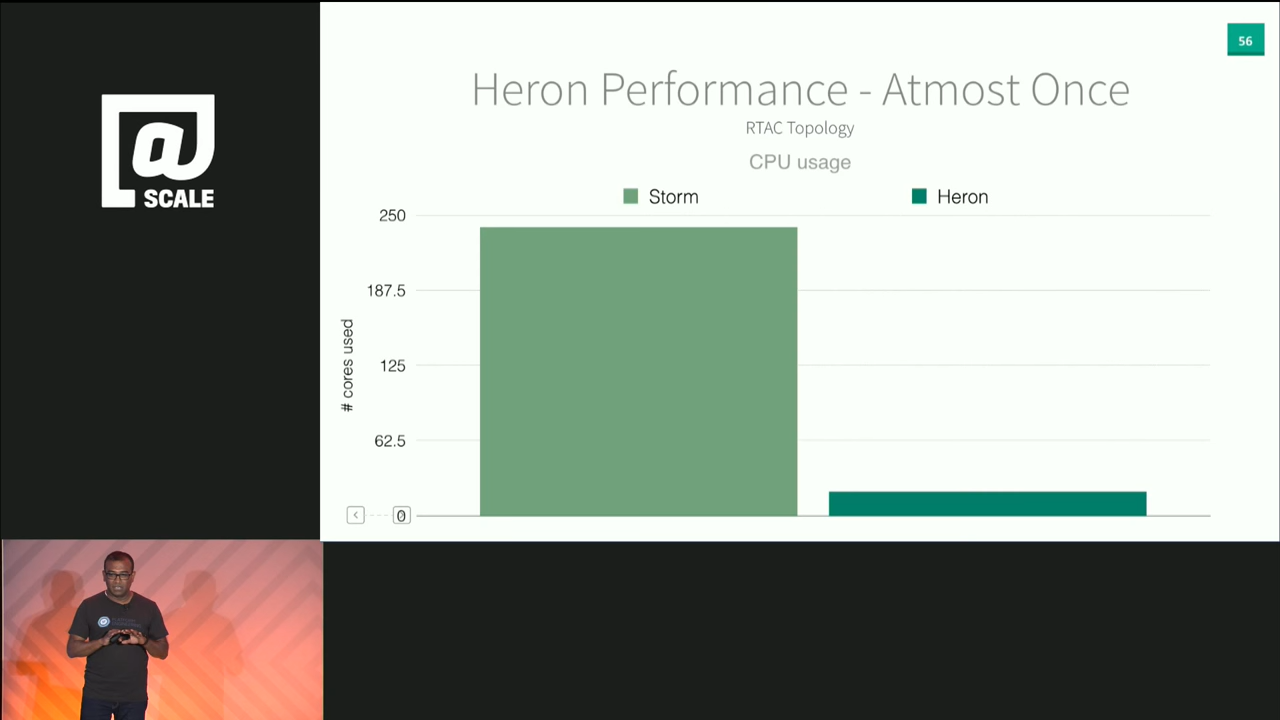 @
SCALE
56
Heron Performance - Atmost Once
RTAC Topology
CPU usage
Storm
Heron
250
187.5
125
62.5
0
# cores used